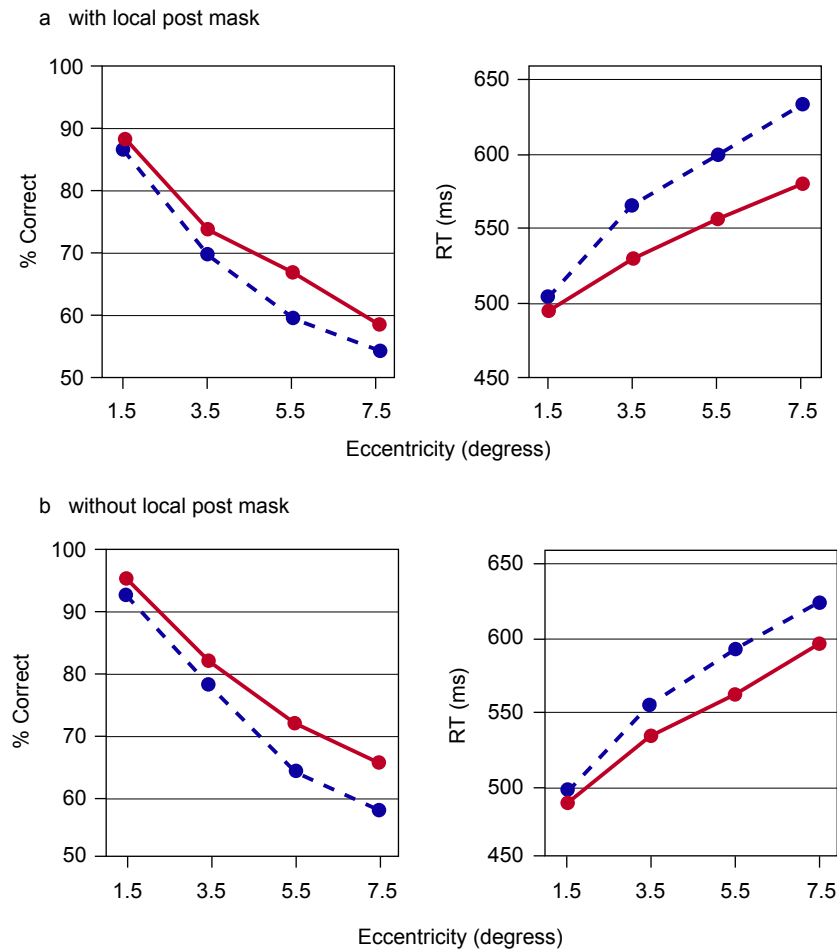 a with local post mask
100
90
80
70
60
50
% Correct
1.5 3.5 5.5 7.5
650
600
550
500
450
RT (ms)
1.5 3.5 5.5 7.5
Eccentricity (degress)
b without local post mask
100
90
80
70
60
50
% Correct
1.5 3.5 5.5 7.5
650
600
550
500
450
RT (ms)
1.5 3.5 5.5 7.5
Eccentricity (degress)